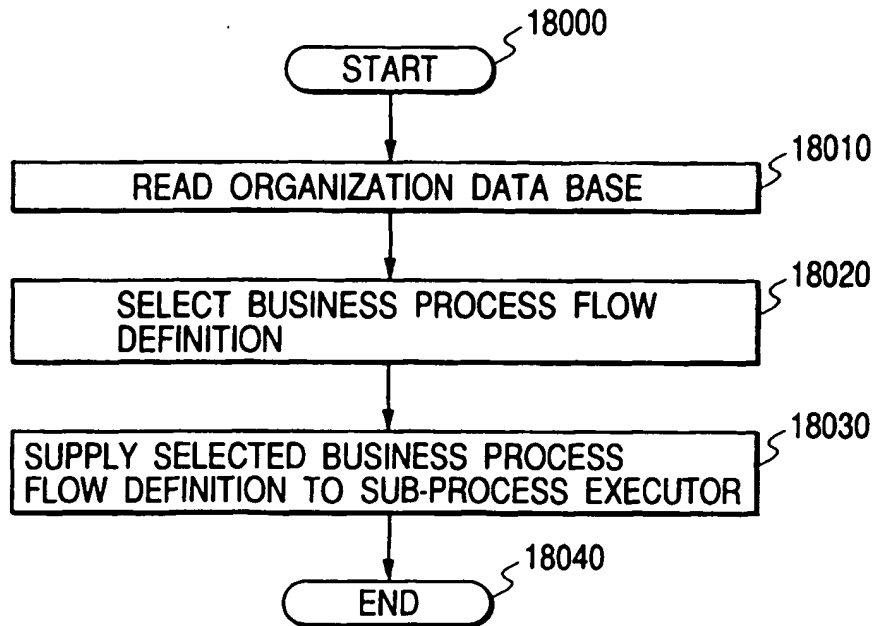 18000
START
18010
READ ORGANIZATION DATA BASE
18020
SELECT BUSINESS PROCESS FLOW
DEFINITION
18030
SUPPLY SELECTED BUSINESS PROCESS
FLOW DEFINITION TO SUB-PROCESS EXECUTOR
18040
END